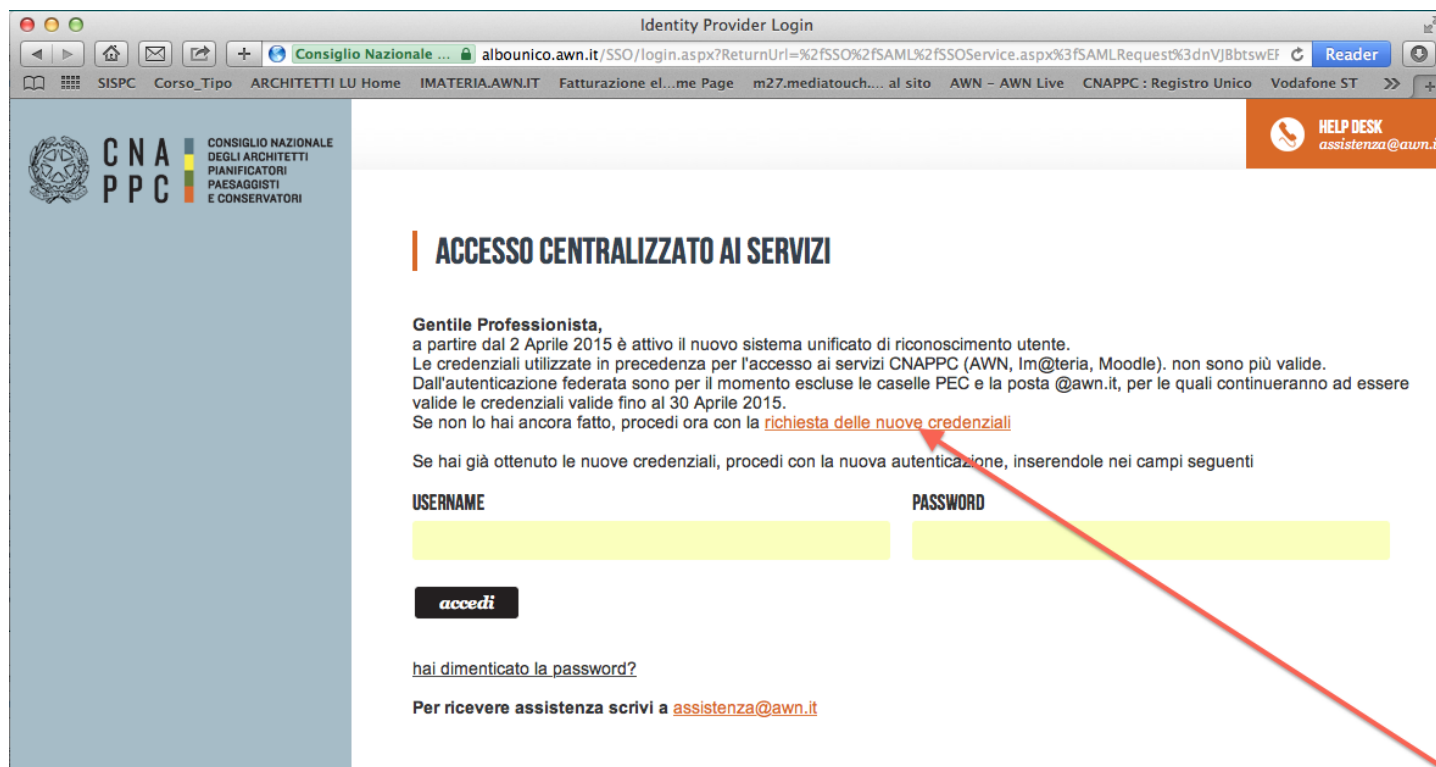 Identity Provider Login
Consiglio Nazionale ... albounico.awn.it/SSO/login.aspx?ReturnUrl=%2fSSO%2fSAML%2fSSOService.aspx%3fSAMLRequest%3dnVJBbtswEF Reader
SISPC Corso_Tipo ARCHITETTI LU Home IMATERIA.AWN.IT Fatturazione el...me Page m27.mediatouch.... al sito AWN – AWN Live CNAPPC : Registro Unico Vodafone ST >> +
CNA
PPC
CONSIGLIO NAZIONALE
DEGLI ARCHITETTI
PIANIFICATORI
PAESAGGISTI
E CONSERVATORI
HELP DESK
assistenza@awn.i
ACCESSO CENTRALIZZATO AI SERVIZI
Gentile Professionista,
a partire dal 2 Aprile 2015 è attivo il nuovo sistema unificato di riconoscimento utente.
Le credenziali utilizzate in precedenza per l'accesso ai servizi CNAPPC (AWN, Im@teria, Moodle). non sono più valide.
Dall'autenticazione federata sono per il momento escluse le caselle PEC e la posta @awn.it, per le quali continueranno ad essere
valide le credenziali valide fino al 30 Aprile 2015.
Se non lo hai ancora fatto, procedi ora con la richiesta delle nuove credenziali
Se hai già ottenuto le nuove credenziali, procedi con la nuova autenticazione, inserendole nei campi seguenti
USERNAME PASSWORD
accedi
hai dimenticato la password?
Per ricevere assistenza scrivi a assistenza@awn.it